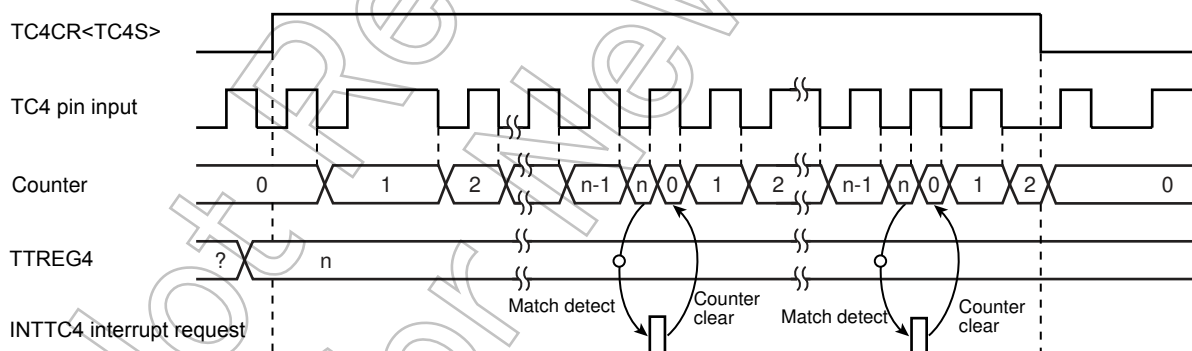 TC4CR<TC4S>
TC4 pin input
Counter
0 1 2 n-1 n 0 1 2 n-1 n 0 1 2 0
TTREG4
? n
Match detect
Counter
clear
Match detect
Counter
clear
INTTC4 interrupt request